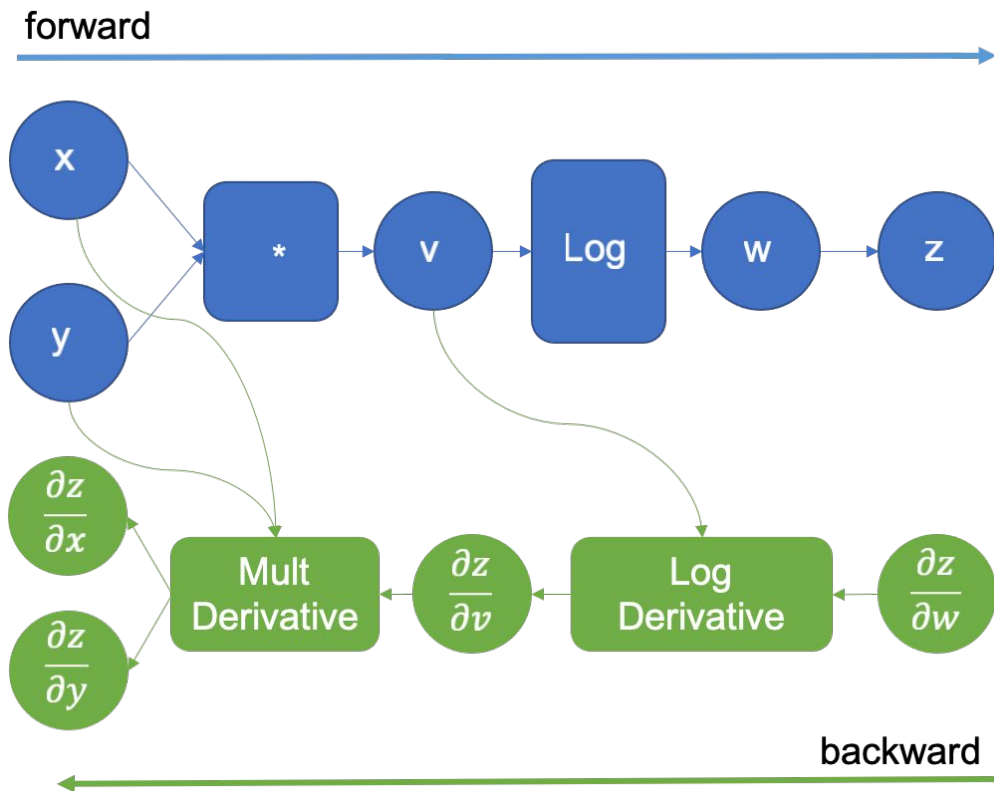 forward
x
*
v
Log
w
z
y
∂z
∂x
Mult
Derivative
∂z
∂v
Log
Derivative
∂z
∂w
∂z
∂y
backward